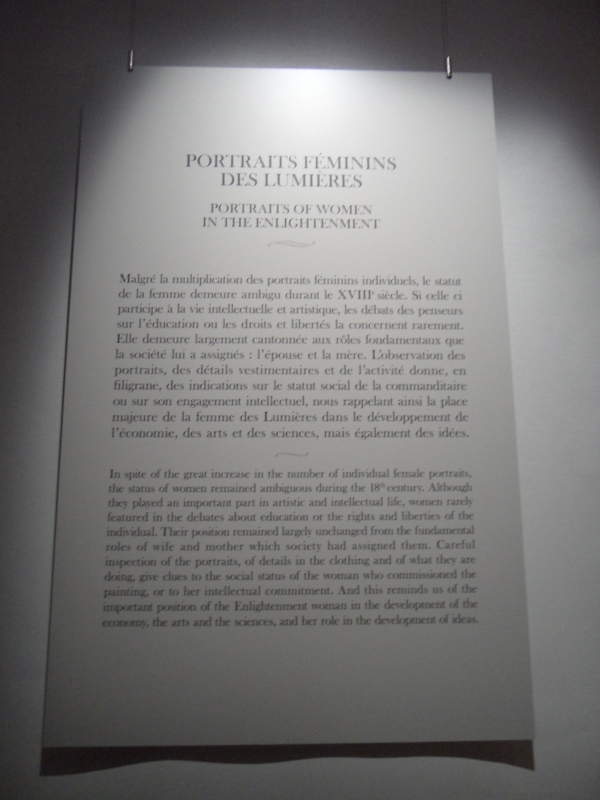 PORTRAITS FÉMININS
DES LUMIÈRES
PORTRAITS OF WOMEN
IN THE ENLIGHTENMENT
Malgré la multiplication des portraits féminins individuels, le statut
de la femme demeure ambigu durant le XVIIIe siècle. Si celle ci
participe à la vie intellectuelle et artistique, les débats des penseurs
sur l'éducation ou les droits et libertés la concernent rarement.
Elle demeure largement cantonnée aux rôles fondamentaux que
la société lui a assignés : l'épouse et la mère. L'observation des
portraits, des détails vestimentaires et de l'activité donne, en
filigrane, des indications sur le statut social de la commanditaire
ou sur son engagement intellectuel, nous rappelant ainsi la place
majeure de la femme des Lumières dans le développement de
l'économie, des arts et des sciences, mais également des idées.
In spite of the great increase in the number of individual female portraits,
the status of women remained ambiguous during the 18th century. Although
they played an important part in artistic and intellectual life, women rarely
featured in the debates about education or the rights and liberties of the
individual. Their position remained largely unchanged from the fundamental
roles of wife and mother which society had assigned them. Careful
inspection of the portraits, of details in the clothing and of what they are
doing, give clues to the social status of the woman who commissioned the
painting, or to her intellectual commitment. And this reminds us of the
important position of the Enlightenment woman in the development of the
economy, the arts and the sciences, and her role in the development of ideas.